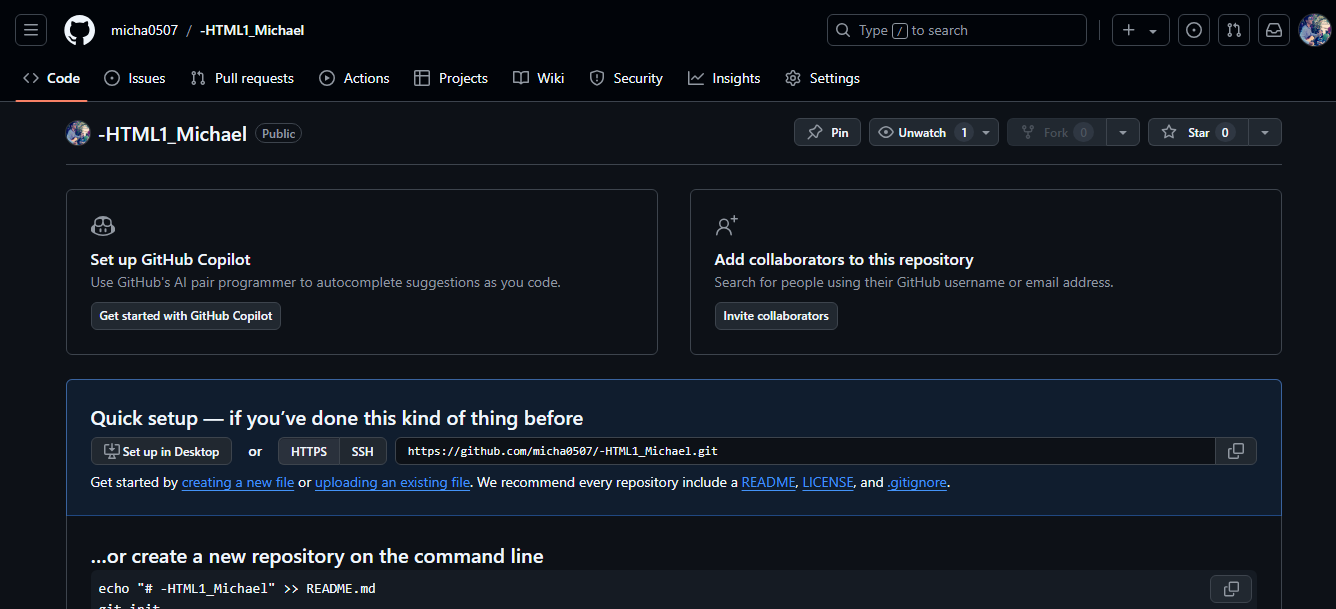 micha0507 / -HTML1_Michael
Type / to search
Code Issues Pull requests Actions Projects Wiki Security Insights Settings
-HTML1_Michael Public
Pin Unwatch 1 Fork 0 Star 0
Set up GitHub Copilot
Use GitHub's AI pair programmer to autocomplete suggestions as you code.
Get started with GitHub Copilot
Add collaborators to this repository
Search for people using their GitHub username or email address.
Invite collaborators
Quick setup — if you’ve done this kind of thing before
Set up in Desktop or HTTPS SSH https://github.com/micha0507/-HTML1_Michael.git
Get started by creating a new file or uploading an existing file. We recommend every repository include a README, LICENSE, and .gitignore.
…or create a new repository on the command line
echo "# -HTML1_Michael" >> README.md
git init